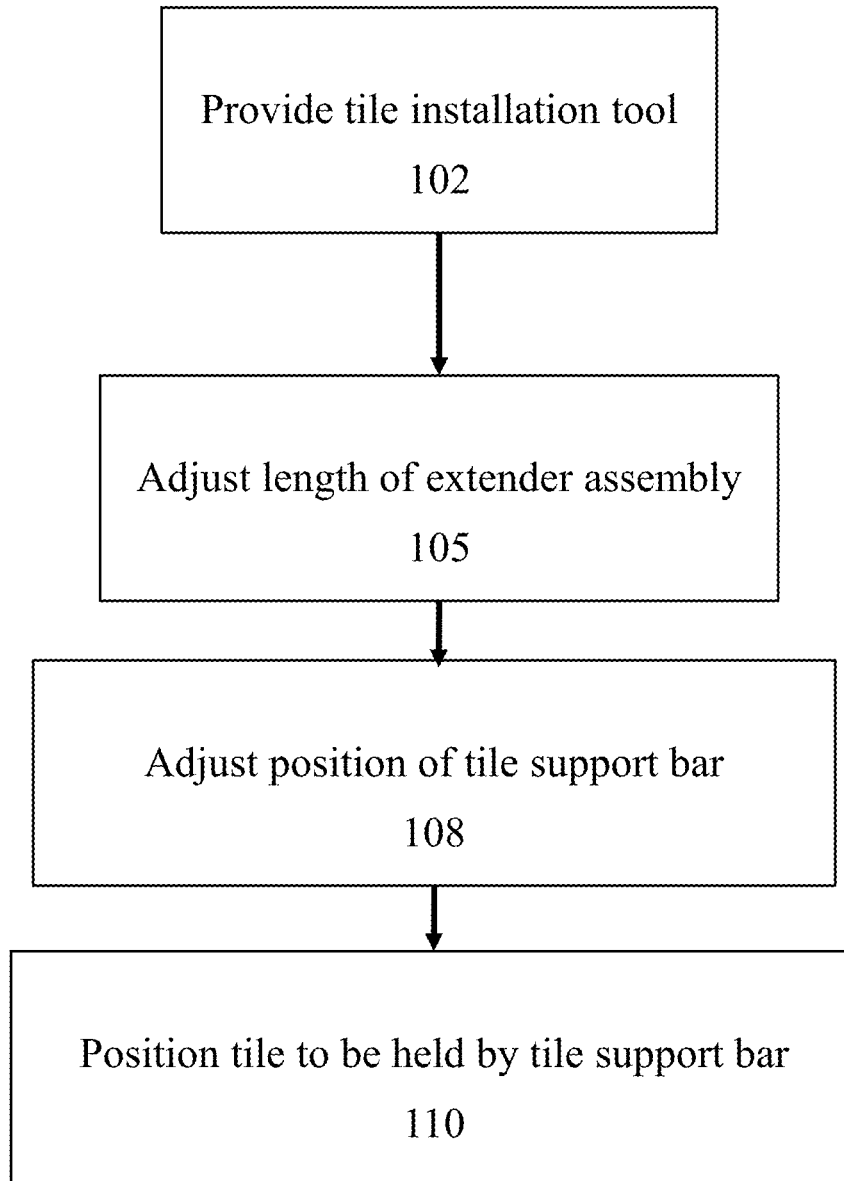 Provide tile installation tool
102
Adjust length of extender assembly
105
Adjust position of tile support bar
108
Position tile to be held by tile support bar
110